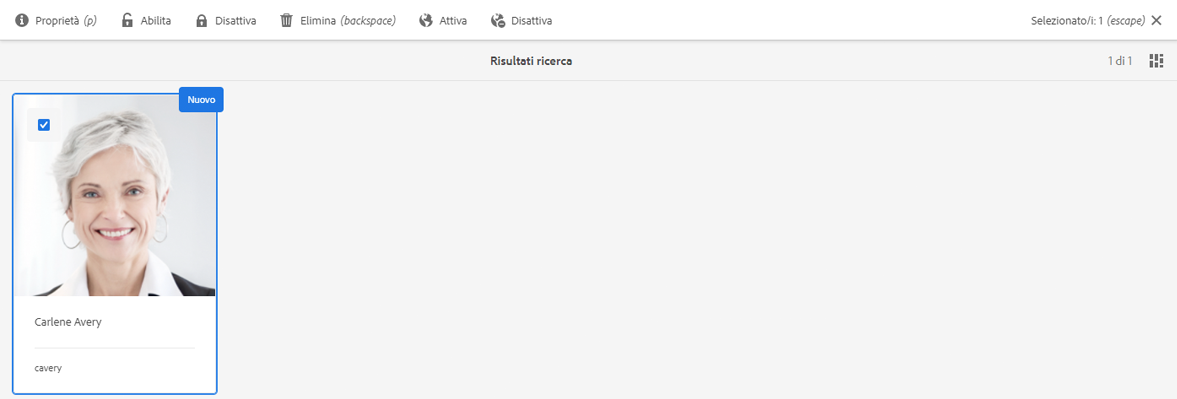 Proprietà (p) Abilita Disattiva Elimina (backspace) Attiva Disattiva Selezionato/i: 1 (escape)
Risultati ricerca 1 di 1
Nuovo
Carlene Avery
cavery